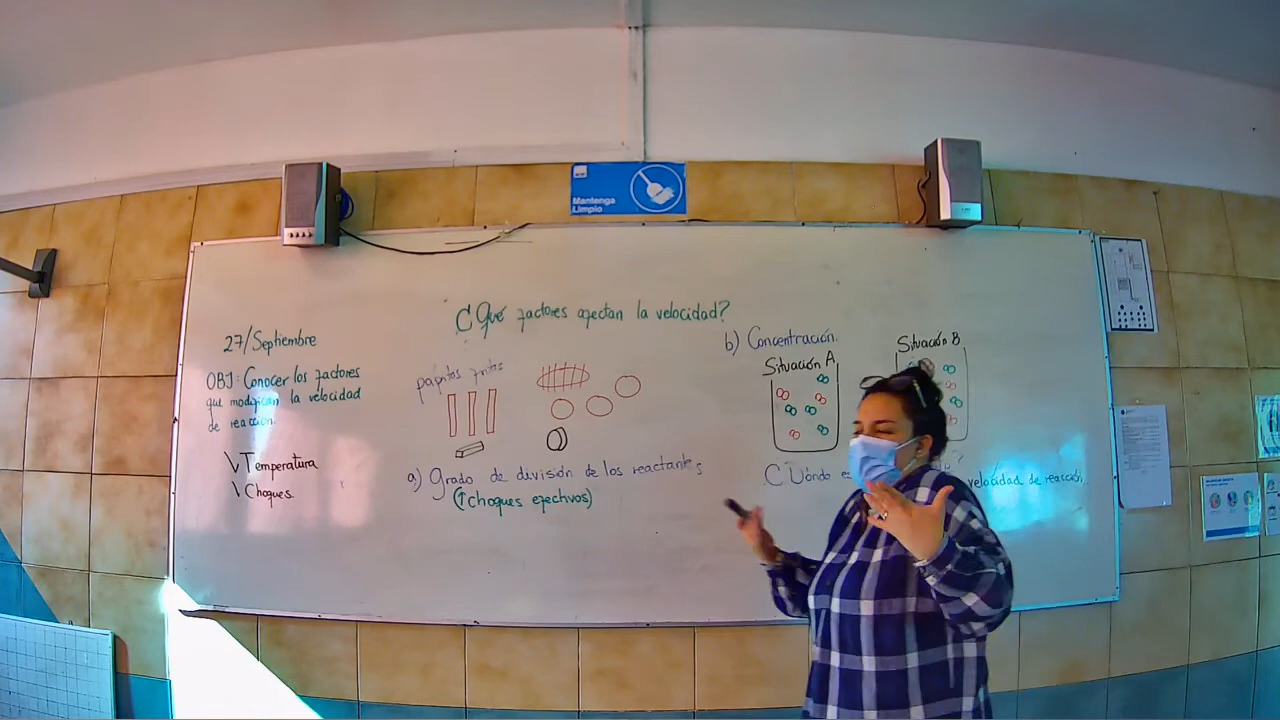 Mantenga
Limpio
¿Qué factores afectan la velocidad?
27/Septiembre
OBJ: Conocer los factores
que modifican la velocidad
de reacción.
\ Temperatura
\ Choques
papitas fritas
a) Grado de división de los reactantes
(↑Choques efectivos)
b) Concentración.
Situación A
Situación B
¿Dónde
?
velocidad de reacción